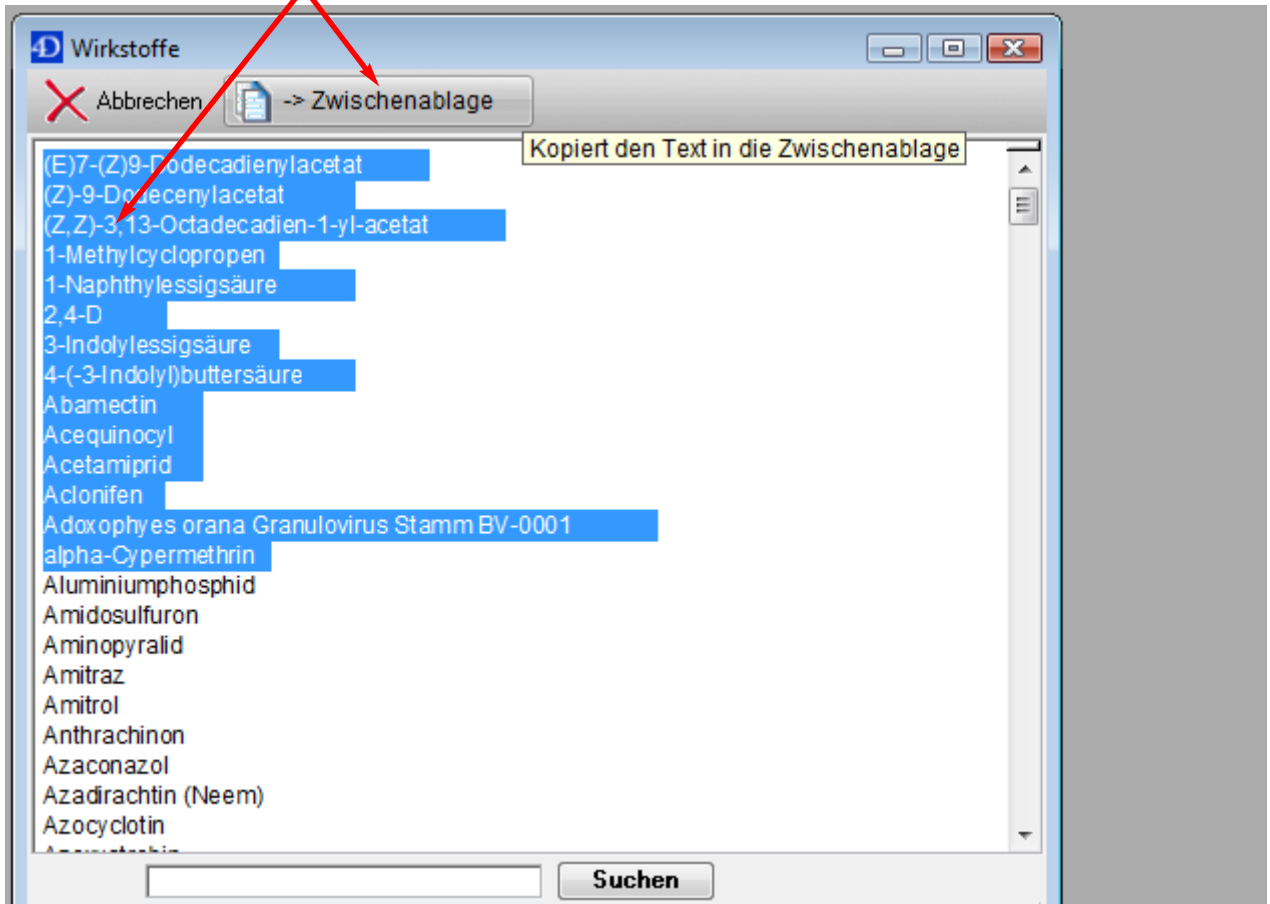 4D Wirkstoffe
Abbrechen -> Zwischenablage
Kopiert den Text in die Zwischenablage
(E)7-(Z)9-Dodecadienylacetat
(Z)-9-Dodecenylacetat
(Z,Z)-3,13-Octadecadien-1-yl-acetat
1-Methylcyclopropen
1-Naphthylessigsäure
2,4-D
3-Indolylessigsäure
4-(-3-Indolyl)buttersäure
Abamectin
Acequinocyl
Acetamiprid
Aclonifen
Adoxophyes orana Granulovirus Stamm BV-0001
alpha-Cypermethrin
Aluminiumphosphid
Amidosulfuron
Aminopyralid
Amitraz
Amitrol
Anthrachinon
Azaconazol
Azadirachtin (Neem)
Azocyclotin
Suchen